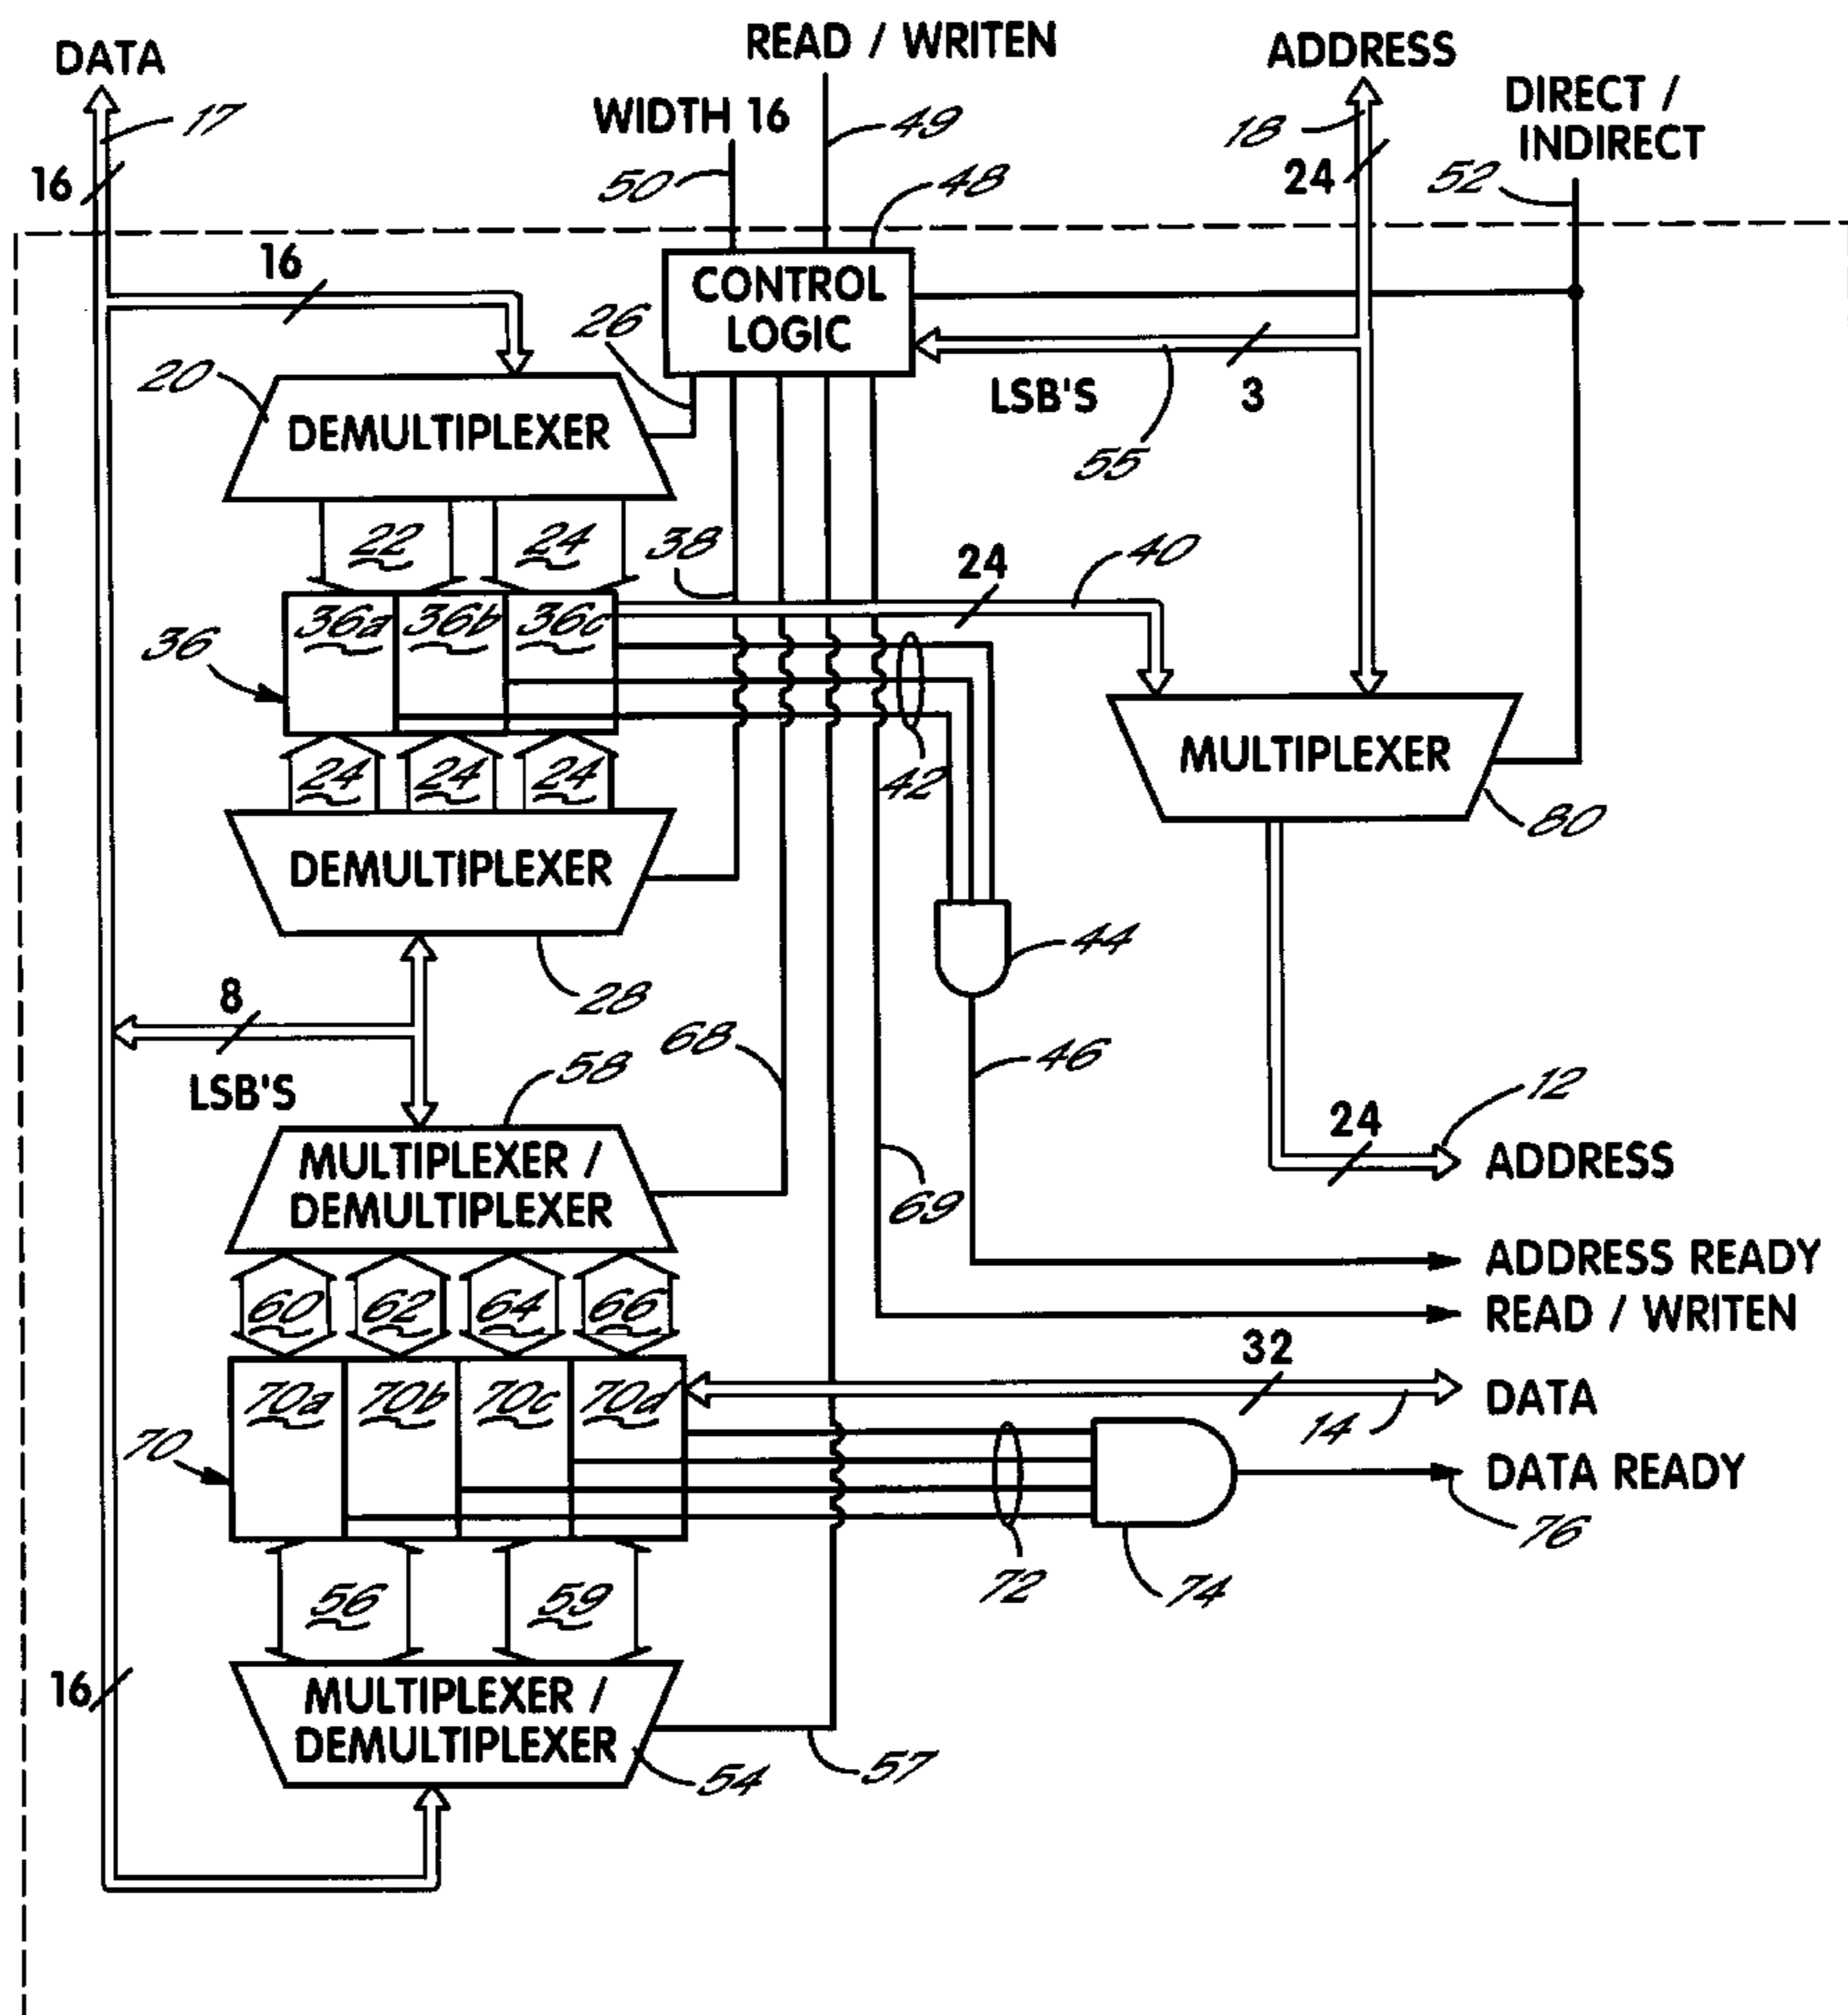 DATA
READ / WRITEN
ADDRESS
DIRECT /
INDIRECT
WIDTH 16
17
49
18
16
50
48
24
52
16
CONTROL
LOGIC
26
20
LSB'S
3
DEMULTIPLEXER
55
22
24
38
24
40
36a
36b
36c
36
24
24
24
42
MULTIPLEXER
80
DEMULTIPLEXER
44
28
8
68
46
LSB'S
58
12
24
MULTIPLEXER /
DEMULTIPLEXER
ADDRESS
69
ADDRESS READY
60
62
64
66
READ / WRITEN
32
70a
70b
70c
70d
DATA
14
70
DATA READY
76
72
74
56
59
16
MULTIPLEXER /
DEMULTIPLEXER
54
57